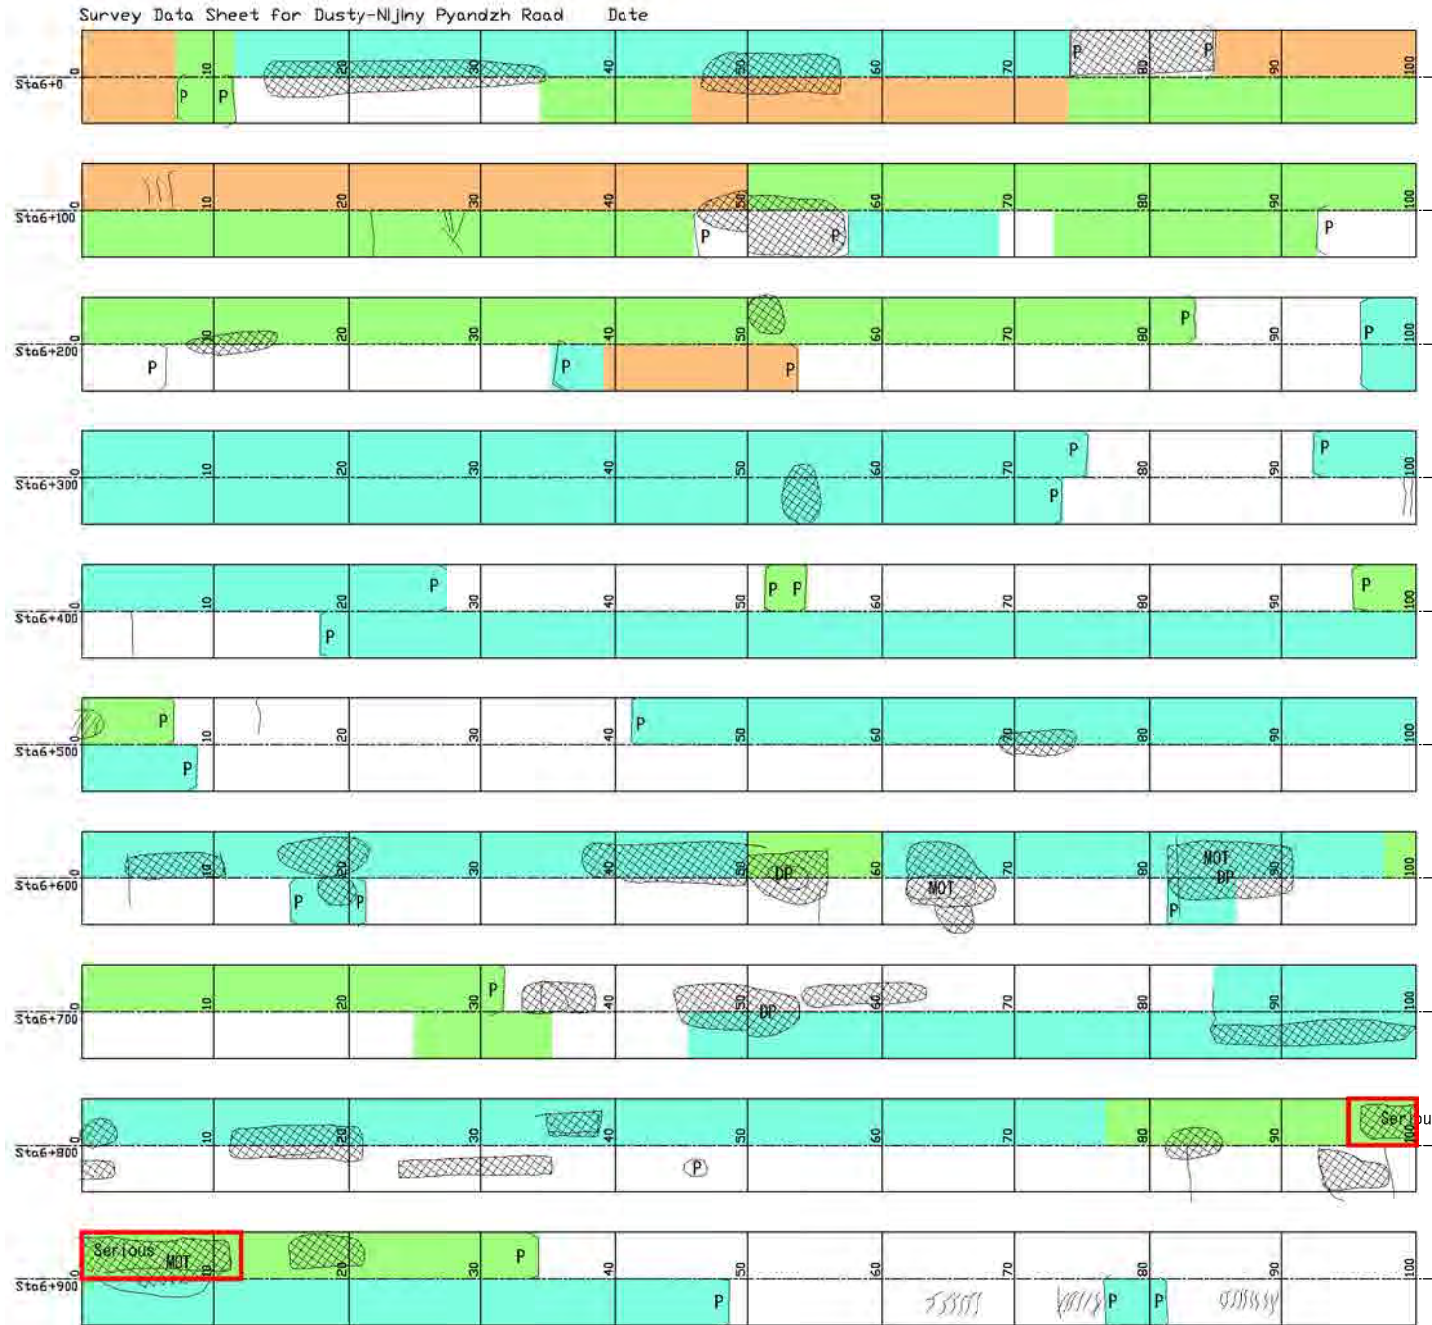 Survey Data Sheet for Dusty-Nijiny Pyandzh Road Date
0 10 20 30 40 50 60 70 80 90 100
P P
Sta6+0
P P
0 10 20 30 40 50 60 70 80 90 100
Sta6+100
P P P
P
0 10 20 30 40 50 60 70 80 90 100
P
Sta6+200
P P P
P P
0 10 20 30 40 50 60 70 80 90 100
Sta6+300
P
P P P P
0 10 20 30 40 50 60 70 80 90 100
Sta6+400
P
P P
0 10 20 30 40 50 60 70 80 90 100
Sta6+500
P
MOT
0 10 20 30 40 50 60 70 80 90 100
DP DP
Sta6+600
MOT
P P P
P
0 10 20 30 40 50 60 70 80 90 100
Sta6+700
DP
Seriou
0 10 20 30 40 50 60 70 80 90 100
Sta6+800
P
Serious
MOT P
0 10 20 30 40 50 60 70 80 90 100
Sta6+900
P P P